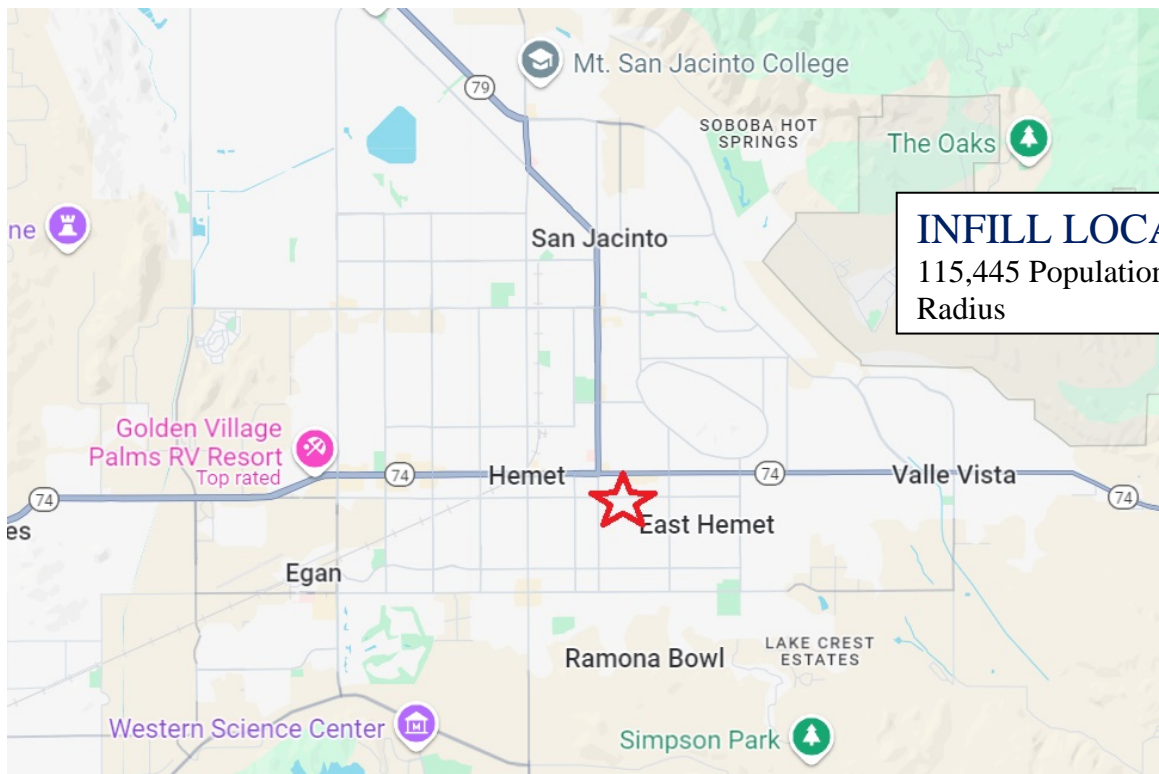 Mt. San Jacinto College
79
SOBOBA HOT
SPRINGS
The Oaks
ne
INFILL LOCA
115,445 Population
Radius
San Jacinto
Golden Village
Palms RV Resort
Top rated
74
Hemet
74
Valle Vista
74
74
es
East Hemet
Egan
Ramona Bowl
LAKE CREST
ESTATES
Western Science Center
M
Simpson Park